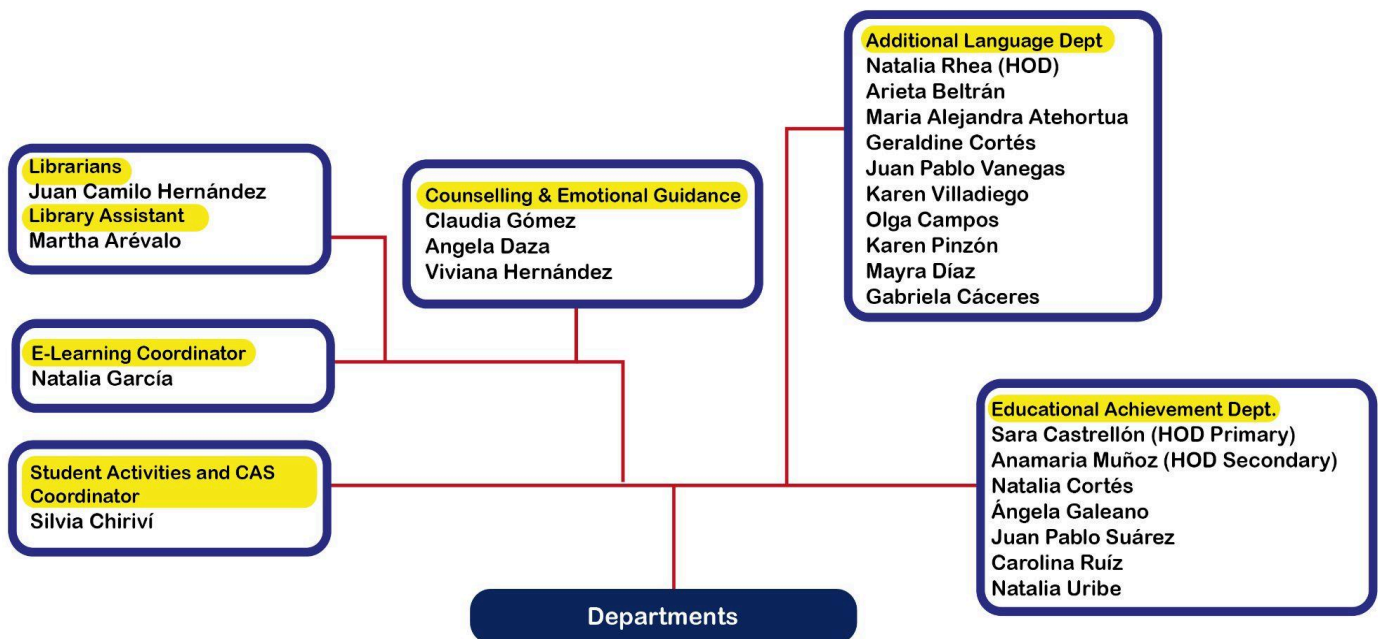 Librarians
Juan Camilo Hernández
Library Assistant
Martha Arévalo
Counselling & Emotional Guidance
Claudia Gómez
Angela Daza
Viviana Hernández
Additional Language Dept
Natalia Rhea (HOD)
Arieta Beltrán
Maria Alejandra Atehortua
Geraldine Cortés
Juan Pablo Vanegas
Karen Villadiego
Olga Campos
Karen Pinzón
Mayra Díaz
Gabriela Cáceres
E-Learning Coordinator
Natalia García
Student Activities and CAS
Coordinator
Silvia Chiriví
Educational Achievement Dept.
Sara Castrellón (HOD Primary)
Anamaria Muñoz (HOD Secondary)
Natalia Cortés
Ángela Galeano
Juan Pablo Suárez
Carolina Ruíz
Natalia Uribe
Departments